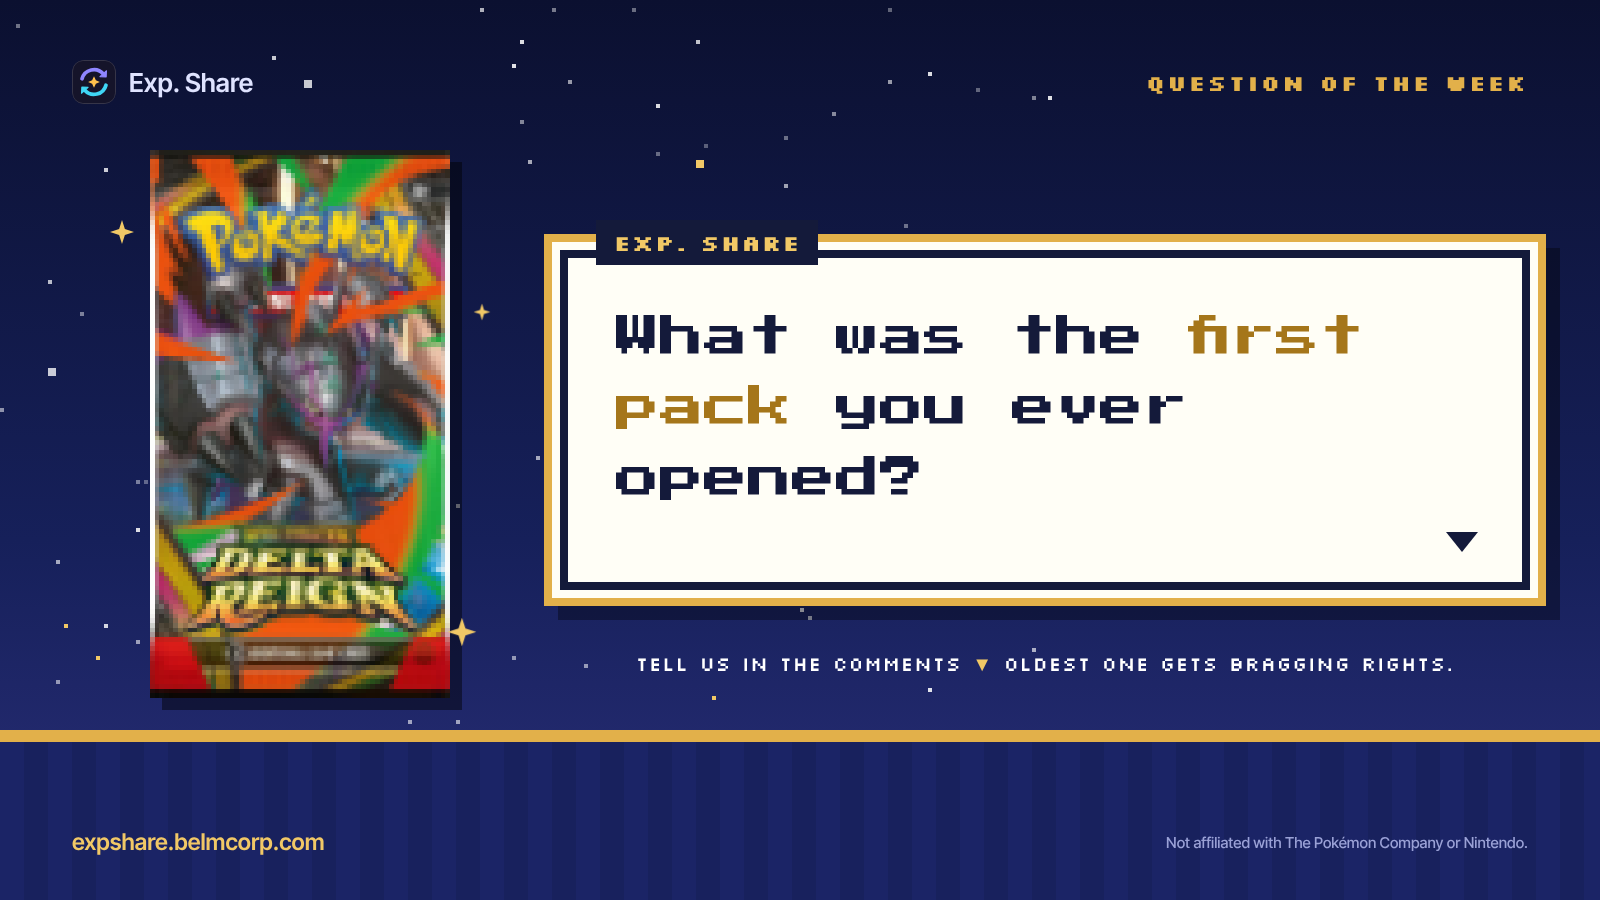 Exp. Share
QUESTION OF THE WEEK
POKéMON
DELTA
REIGN
EXP. SHARE
What was the first
pack you ever
opened?
TELL US IN THE COMMENTS ▼ OLDEST ONE GETS BRAGGING RIGHTS.
expshare.belmcorp.com
Not affiliated with The Pokémon Company or Nintendo.